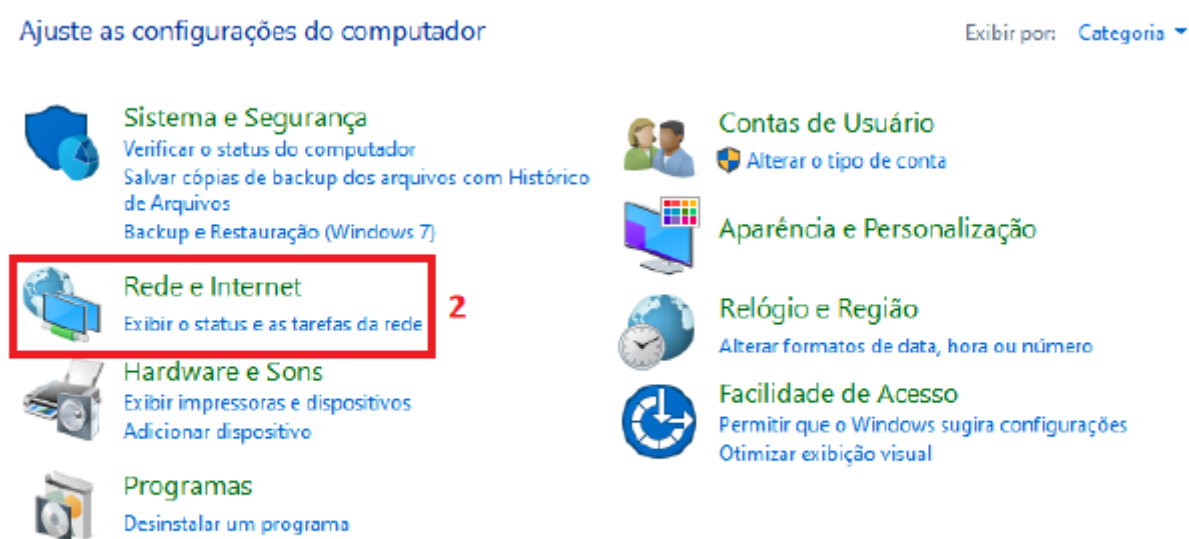 Ajuste as configurações do computador
Exibir por: Categoria
Sistema e Segurança
Verificar o status do computador
Salvar cópias de backup dos arquivos com Histórico
de Arquivos
Backup e Restauração (Windows 7)
Rede e Internet
Exibir o status e as tarefas da rede
2
Hardware e Sons
Exibir impressoras e dispositivos
Adicionar dispositivo
Programas
Desinstalar um programa
Contas de Usuário
Alterar o tipo de conta
Aparência e Personalização
Relógio e Região
Alterar formatos de data, hora ou número
Facilidade de Acesso
Permitir que o Windows sugira configurações
Otimizar exibição visual